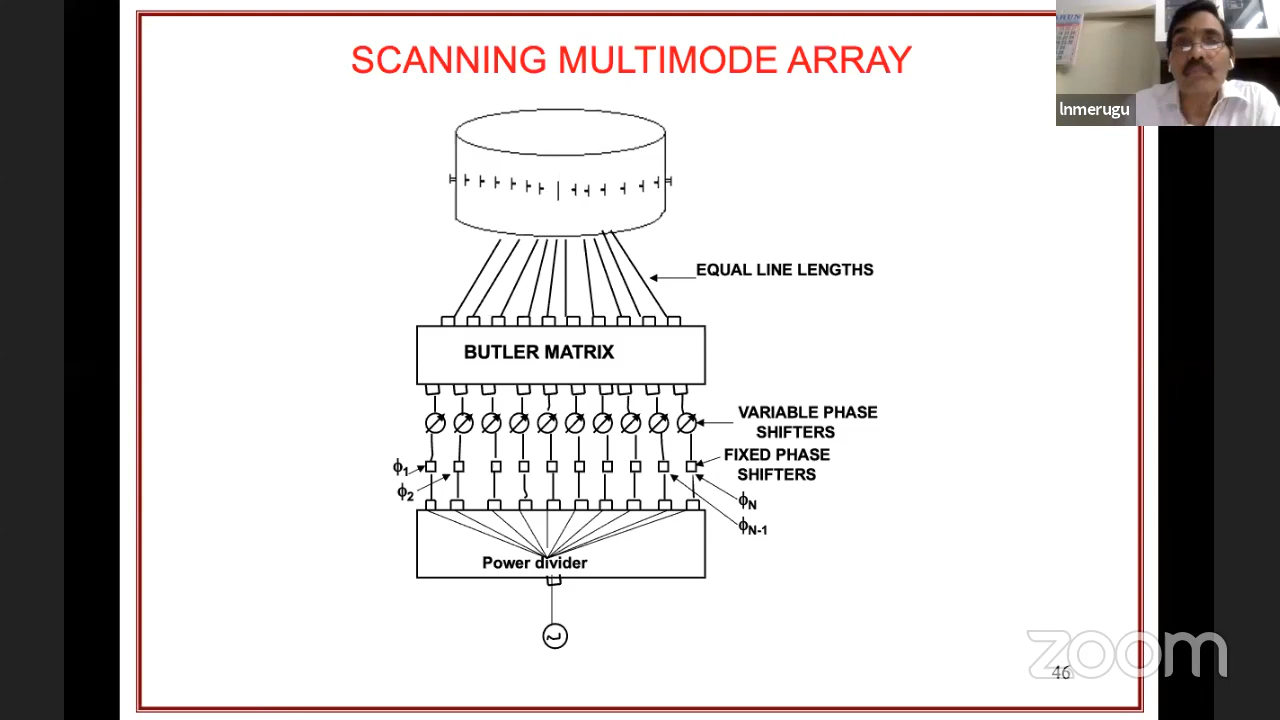 SCANNING MULTIMODE ARRAY
lnmerugu
EQUAL LINE LENGTHS
BUTLER MATRIX
VARIABLE PHASE
SHIFTERS
FIXED PHASE
SHIFTERS
ϕ1
ϕ2
ϕN
ϕN-1
Power divider
zoom
46